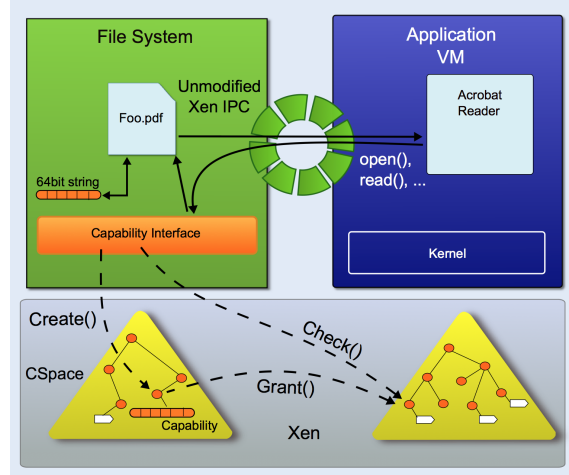 File System
Application
VM
Unmodified
Xen IPC
Foo.pdf
Acrobat
Reader
open(),
read(), ...
64bit string
Capability Interface
Kernel
Create()
Check()
CSpace
Grant()
Capability
Xen